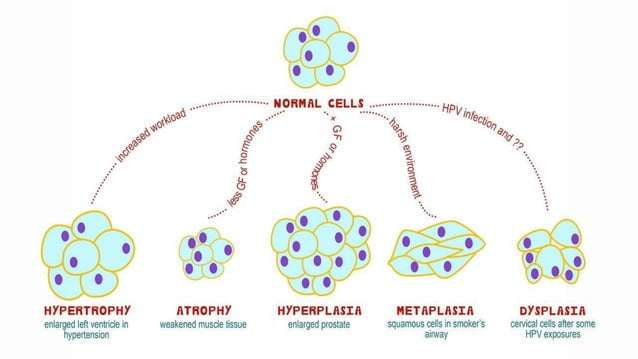 NORMAL CELLS
increased workload
less GF or hormones
+ GF or hormones
harsh environment
HPV infection and ??
HYPERTROPHY
enlarged left ventricle in
hypertension
ATROPHY
weakened muscle tissue
HYPERPLASIA
enlarged prostate
METAPLASIA
squamous cells in smoker's
airway
DYSPLASIA
cervical cells after some
HPV exposures